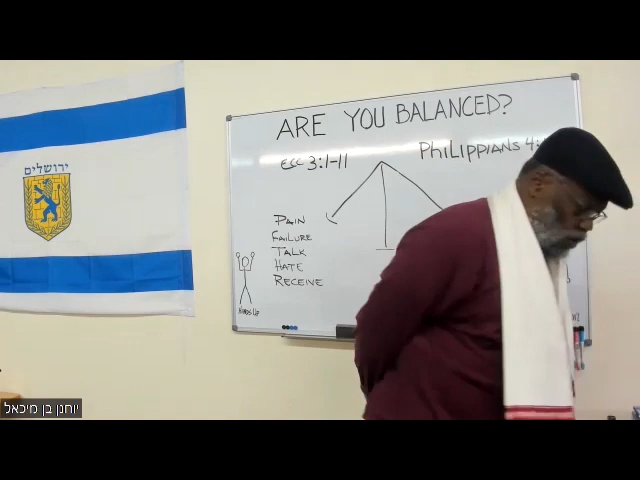 ARE YOU BALANCED?
ECC 3:1-11
PHILIPPIANS 4:
ירושלים
PAIN
FAILURE
TALK
HATE
RECEIVE
יוחנן בן מיכאל